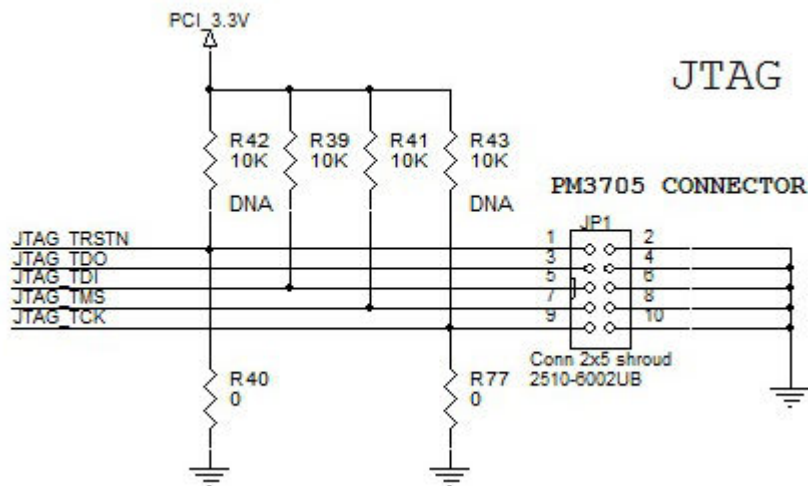 PCI_3.3V
JTAG
R42 R39 R41 R43
10K 10K 10K 10K
DNA DNA
PM3705 CONNECTOR
JP1
JTAG_TRSTN 1 2
JTAG_TDO 3 4
JTAG_TDI 5 6
JTAG_TMS 7 8
JTAG_TCK 9 10
R40 R77
0 0
Conn 2x5 shroud
2510-6002UB